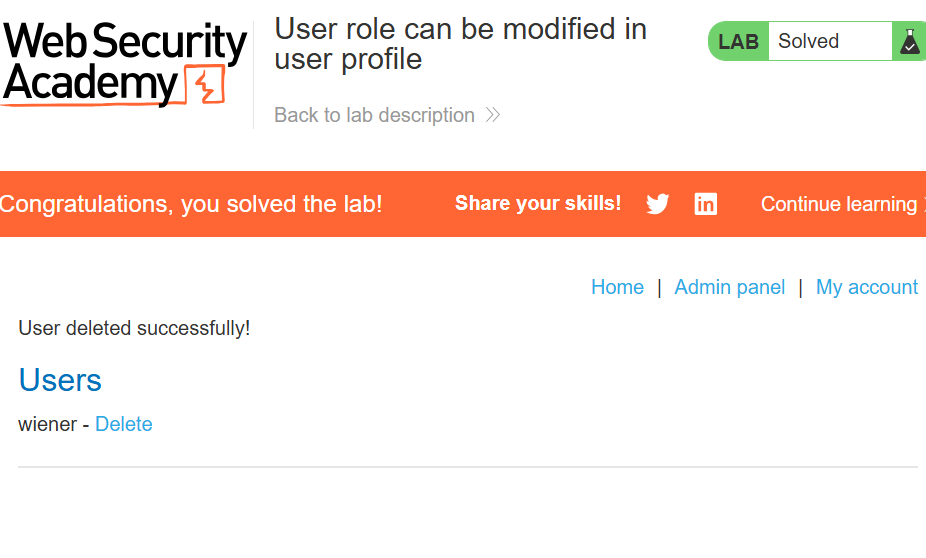 Web Security
Academy
User role can be modified in
user profile
Back to lab description
LAB Solved
Congratulations, you solved the lab!
Share your skills!
Continue learning
Home | Admin panel | My account
User deleted successfully!
Users
wiener - Delete